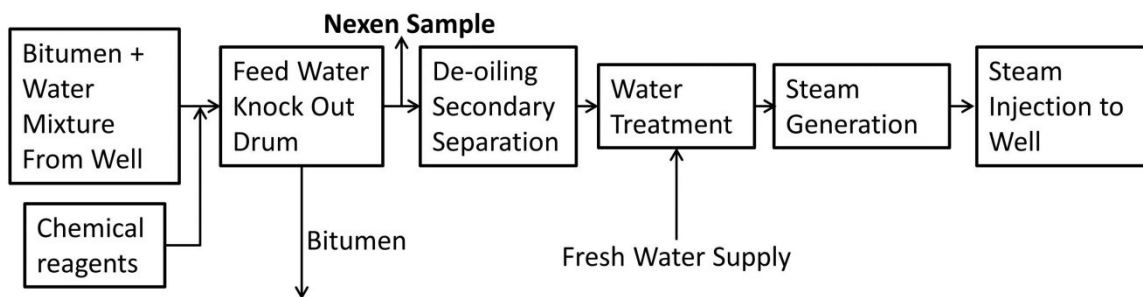 Nexen Sample
Bitumen +
Water
Mixture
From Well
Feed Water
Knock Out
Drum
De-oiling
Secondary
Separation
Water
Treatment
Steam
Generation
Steam
Injection to
Well
Chemical
reagents
Bitumen
Fresh Water Supply